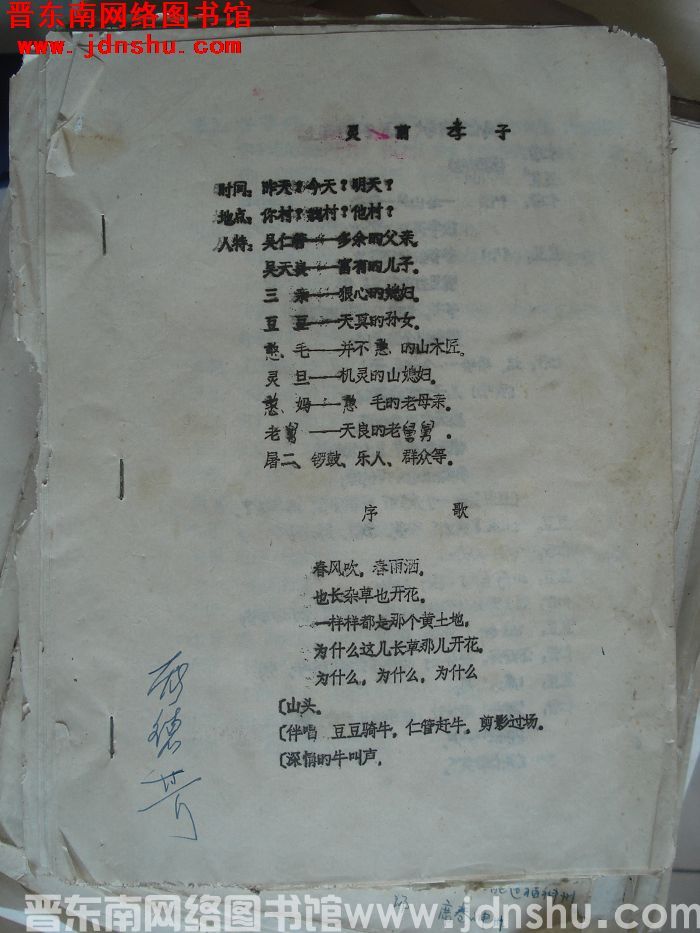 晋东南网络图书馆
www.jdnshu.com
灵前孝子
时间：昨天？今天？明天？
地点：你村？我村？他村？
人特：吴仁管——多余的父亲。
吴天良——富有的儿子。
三亲——狠心的媳妇。
豆豆——天真的孙女。
憨毛——并不憨的山木匠。
灵旦——机灵的山媳妇。
憨妈——憨毛的老母亲。
老舅——天良的老舅舅。
屠二、锣鼓、乐人、群众等。
序歌
春风吹，春雨洒。
也长杂草也开花。
一样样都是那个黄土地，
为什么这儿长草那儿开花。
为什么，为什么，为什么
〔山头。
〔伴唱 豆豆骑牛，仁管赶牛，剪影过场。
〔深情的牛叫声。
晋东南网络图书馆 www.jdnshu.com